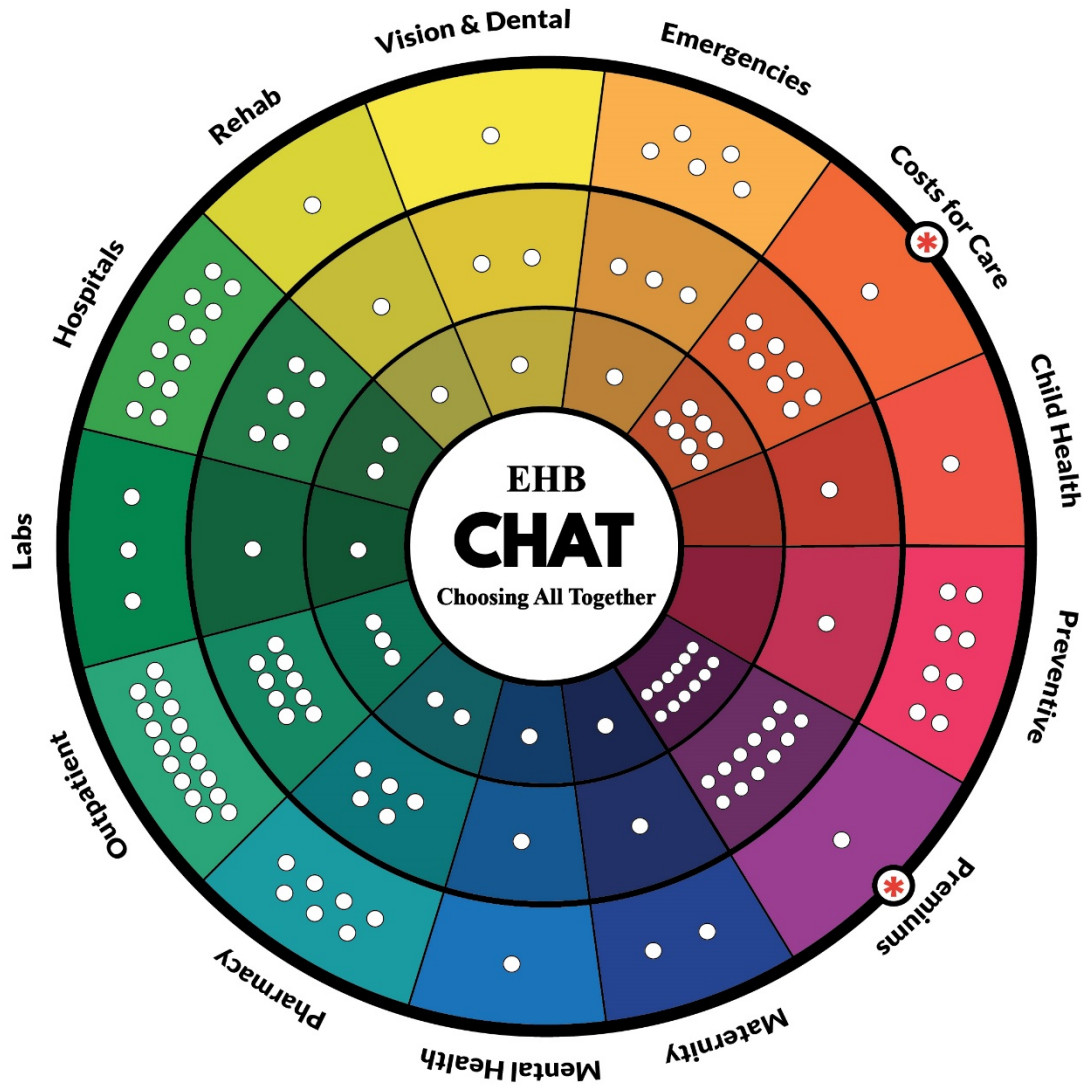 Vision & Dental
Emergencies
Costs for Care
*
Child Health
Preventive
Premiums
*
Maternity
Mental Health
Pharmacy
Outpatient
Labs
Hospitals
Rehab
EHB
CHAT
Choosing All Together